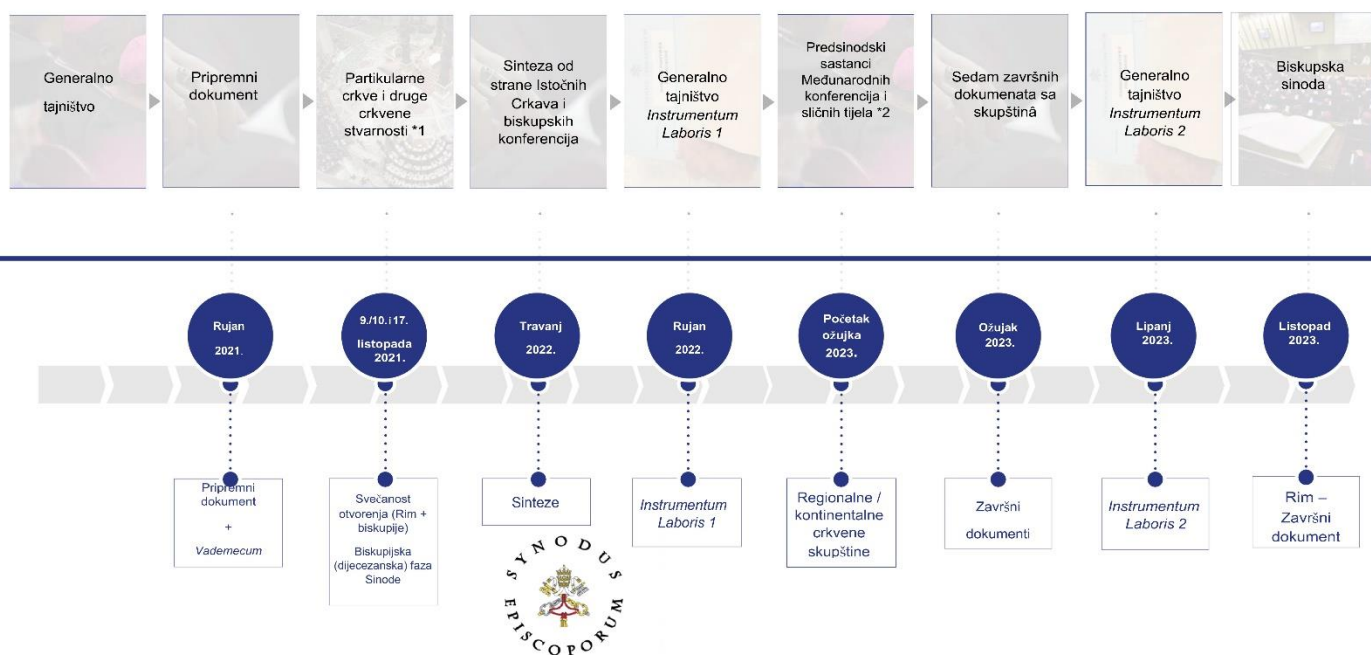 Generalno
tajništvo
Pripremni
dokument
Partikularne
crkve i druge
crkvene
stvarnosti *1
Sinteza od
strane Istočnih
Crkava i
biskupskih
konferencija
Generalno
tajništvo
Instrumentum
Laboris 1
Predsinodski
sastanci
Međunarodnih
konferencija i
sličnih tijela *2
Sedam završnih
dokumenata sa
skupštinâ
Generalno
tajništvo
Instrumentum
Laboris 2
Biskupska
sinoda
Rujan
2021.
9./10. i 17.
listopada
2021.
Travanj
2022.
Rujan
2022.
Početak
ožujka
2023.
Ožujak
2023.
Lipanj
2023.
Listopad
2023.
Pripremni
dokument
+
Vademecum
Svečanost
otvorenja (Rim +
biskupije)
Biskupijska
(dijecezanska) faza
Sinode
Sinteze
Instrumentum
Laboris 1
Regionalne /
kontinentalne
crkvene
skupštine
Završni
dokumenti
Instrumentum
Laboris 2
Rim –
Završni
dokument
SYNODUS
EPISCOPORUM